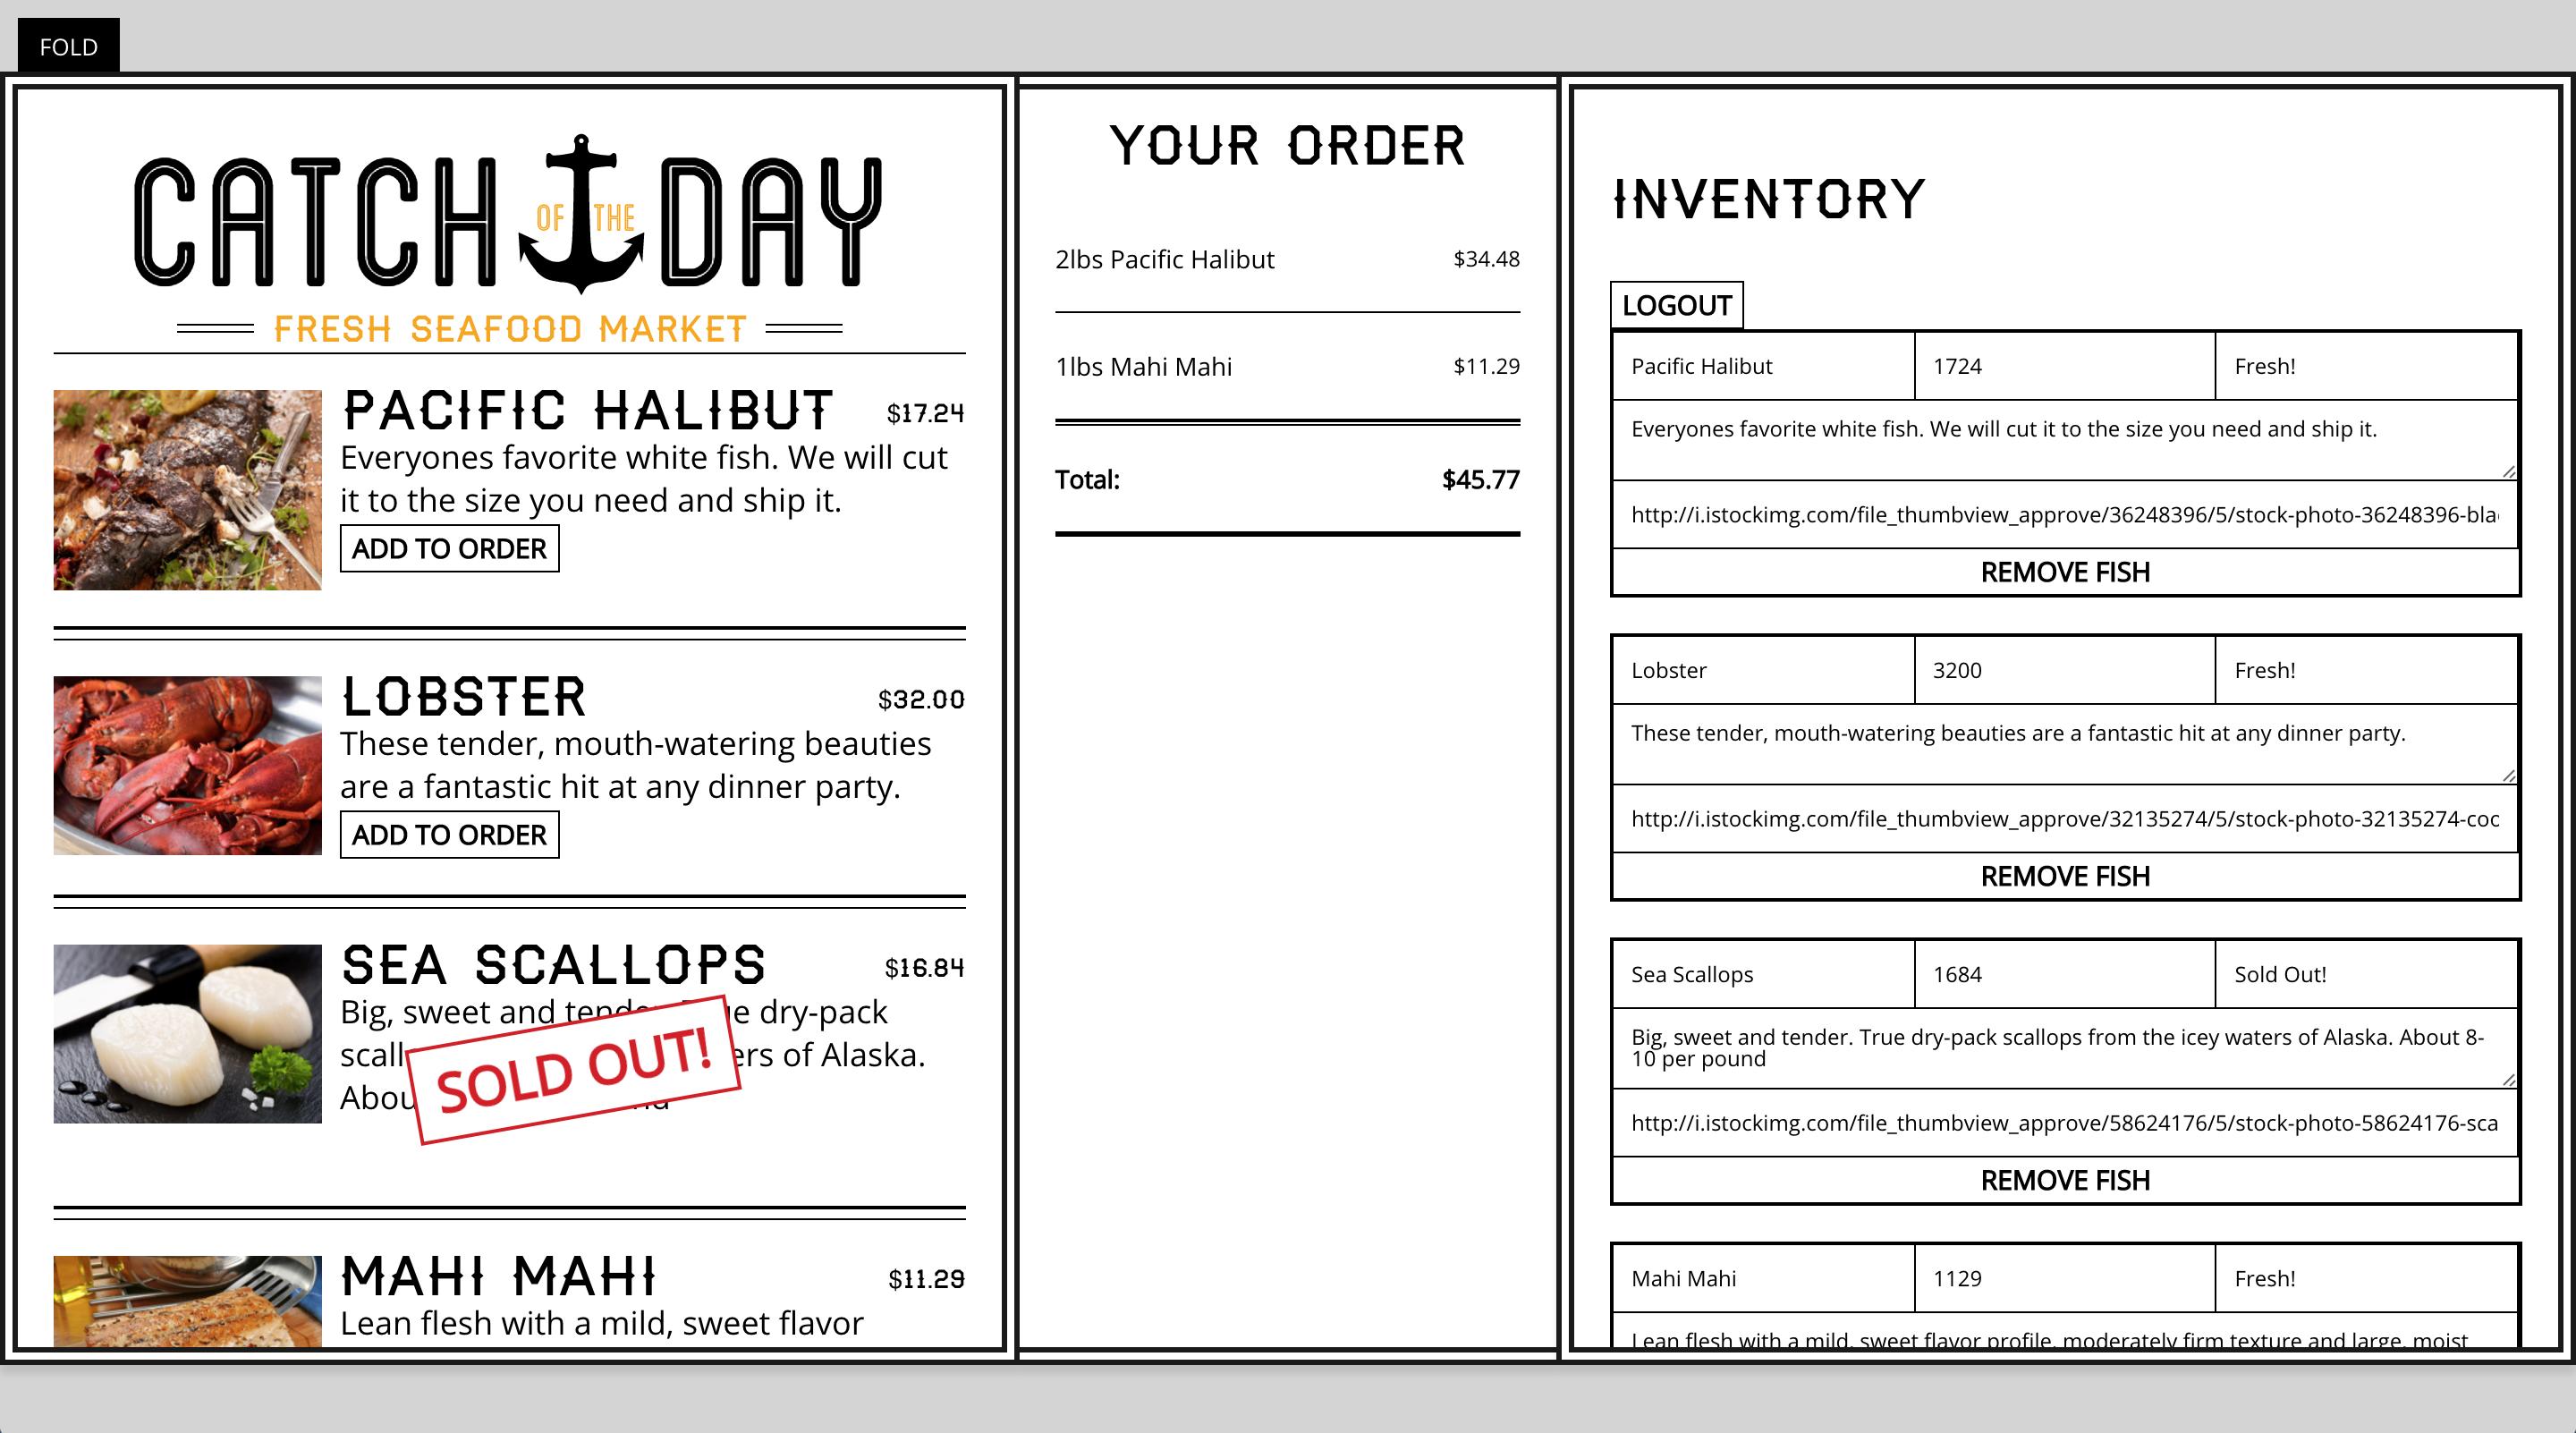 FOLD
CATCH OF THE DAY
FRESH SEAFOOD MARKET
PACIFIC HALIBUT $17.24
Everyones favorite white fish. We will cut
it to the size you need and ship it.
ADD TO ORDER
LOBSTER $32.00
These tender, mouth-watering beauties
are a fantastic hit at any dinner party.
ADD TO ORDER
SEA SCALLOPS $16.84
Big, sweet and dry-pack
of Alaska.
SOLD OUT!
MAHI MAHI $11.29
Lean flesh with a mild, sweet flavor
YOUR ORDER
2lbs Pacific Halibut $34.48
1lbs Mahi Mahi $11.29
Total: $45.77
INVENTORY
LOGOUT
Pacific Halibut 1724 Fresh!
Everyones favorite white fish. We will cut it to the size you need and ship it.
http://i.istockimg.com/file_thumbview_approve/36248396/5/stock-photo-36248396-bla
REMOVE FISH
Lobster 3200 Fresh!
These tender, mouth-watering beauties are a fantastic hit at any dinner party.
http://i.istockimg.com/file_thumbview_approve/32135274/5/stock-photo-32135274-coc
REMOVE FISH
Sea Scallops 1684 Sold Out!
Big, sweet and tender. True dry-pack scallops from the icey waters of Alaska. About 8-
10 per pound
http://i.istockimg.com/file_thumbview_approve/58624176/5/stock-photo-58624176-sca
REMOVE FISH
Mahi Mahi 1129 Fresh!
Lean flesh with a mild, sweet flavor profile, moderately firm texture and large, moist